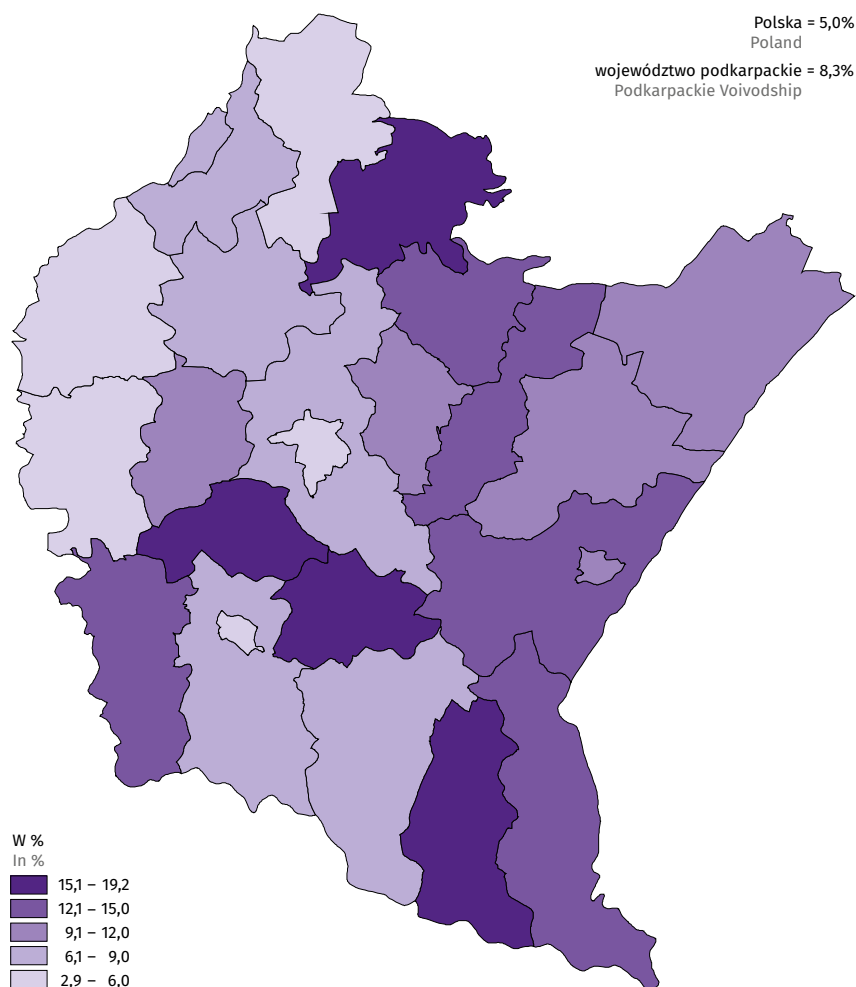 Polska = 5,0%
Poland
województwo podkarpackie = 8,3%
Podkarpackie Voivodship
W %
In %
15,1 – 19,2
12,1 – 15,0
9,1 – 12,0
6,1 – 9,0
2,9 – 6,0